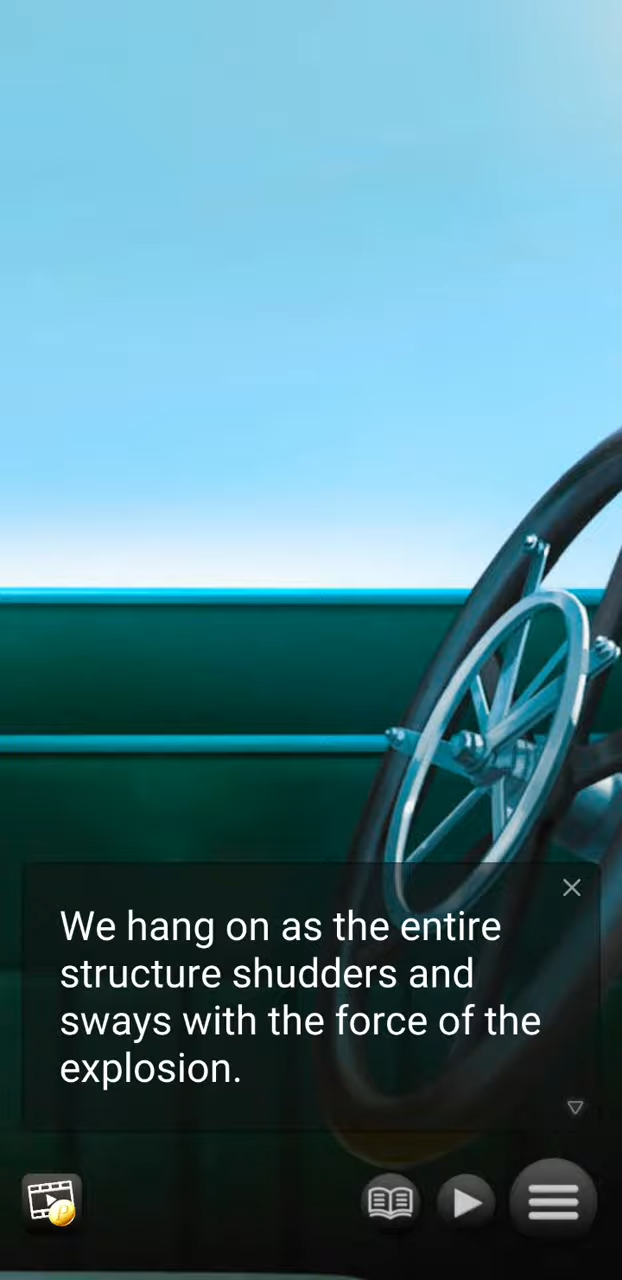 We hang on as the entire
structure shudders and
sways with the force of the
explosion.